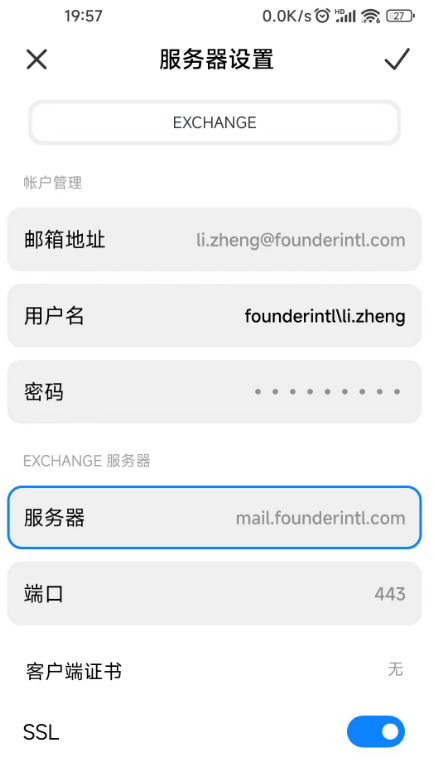 19:57 0.0K/s HD 27
服务器设置
EXCHANGE
帐户管理
邮箱地址 li.zheng@founderintl.com
用户名 founderintl\li.zheng
密码 •••••••••
EXCHANGE 服务器
服务器 mail.founderintl.com
端口 443
客户端证书 无
SSL